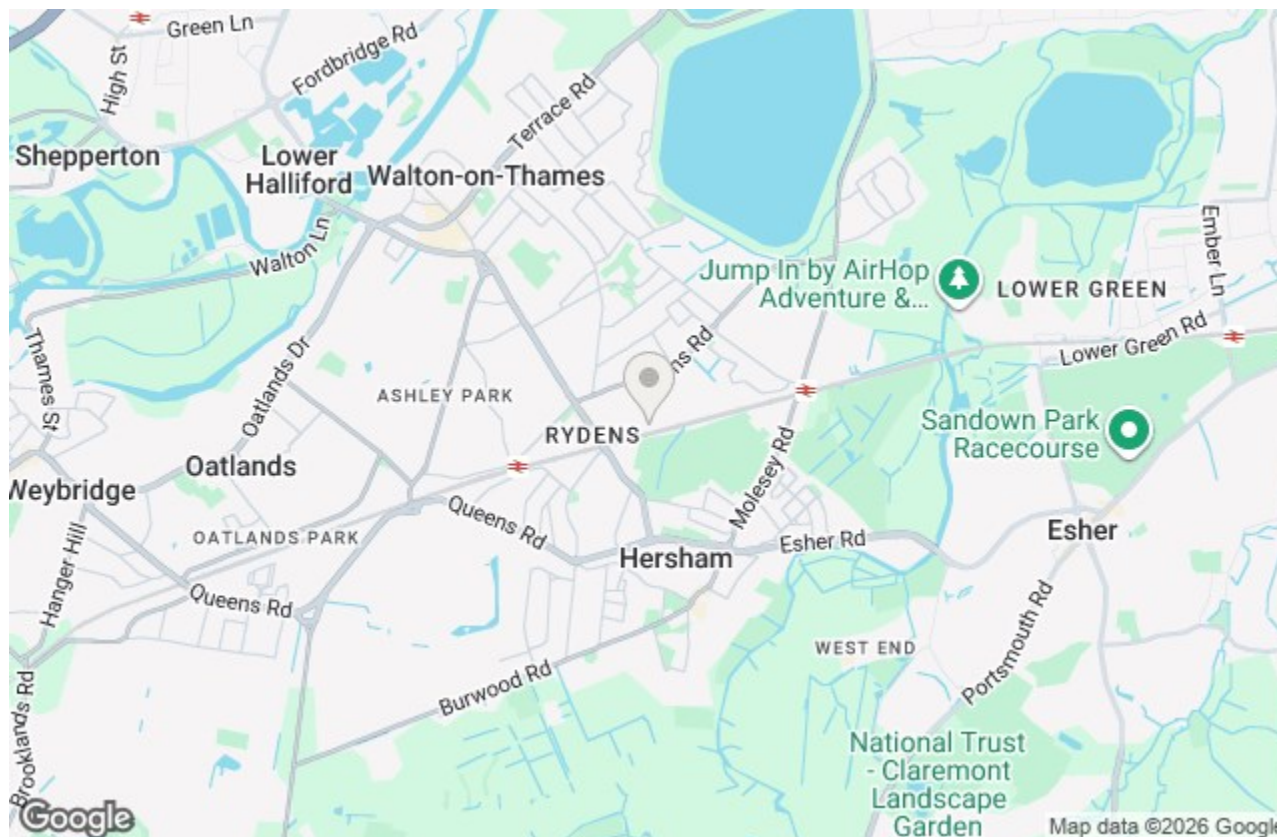 Green Ln
High St
Fordbridge Rd
Terrace Rd
Shepperton
Lower
Halliford
Walton-on-Thames
Walton Ln
Ember Ln
Jump In by AirHop
Adventure &...
LOWER GREEN
Thames St
Oatlands Dr
ns Rd
Lower Green Rd
ASHLEY PARK
RYDENS
Sandown Park
Racecourse
Oatlands
Weybridge
Molesey Rd
Queens Rd
OATLANDS PARK
Hersham
Esher Rd
Esher
Hanger Hill
Queens Rd
WEST END
Portsmouth Rd
Burwood Rd
Brooklands Rd
National Trust
- Claremont
Landscape
Garden
Google
Map data ©2026 Google